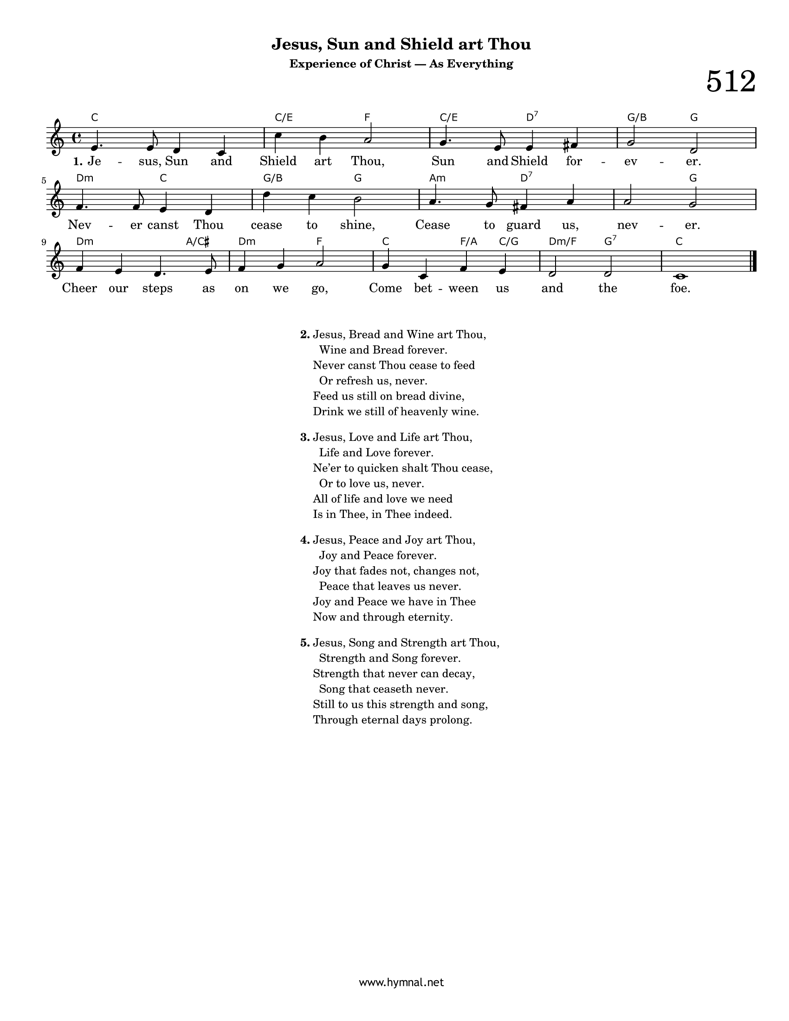 Jesus, Sun and Shield art Thou
Experience of Christ — As Everything
512
C C/E F C/E D7 G/B G
1. Je - sus, Sun and Shield art Thou, Sun and Shield for - ev - er.
5
Dm C G/B G Am D7 G
Nev - er canst Thou cease to shine, Cease to guard us, nev - er.
9
Dm A/C♯ Dm F C F/A C/G Dm/F G7 C
Cheer our steps as on we go, Come bet - ween us and the foe.
2. Jesus, Bread and Wine art Thou,
Wine and Bread forever.
Never canst Thou cease to feed
Or refresh us, never.
Feed us still on bread divine,
Drink we still of heavenly wine.
3. Jesus, Love and Life art Thou,
Life and Love forever.
Ne’er to quicken shalt Thou cease,
Or to love us, never.
All of life and love we need
Is in Thee, in Thee indeed.
4. Jesus, Peace and Joy art Thou,
Joy and Peace forever.
Joy that fades not, changes not,
Peace that leaves us never.
Joy and Peace we have in Thee
Now and through eternity.
5. Jesus, Song and Strength art Thou,
Strength and Song forever.
Strength that never can decay,
Song that ceaseth never.
Still to us this strength and song,
Through eternal days prolong.
www.hymnal.net